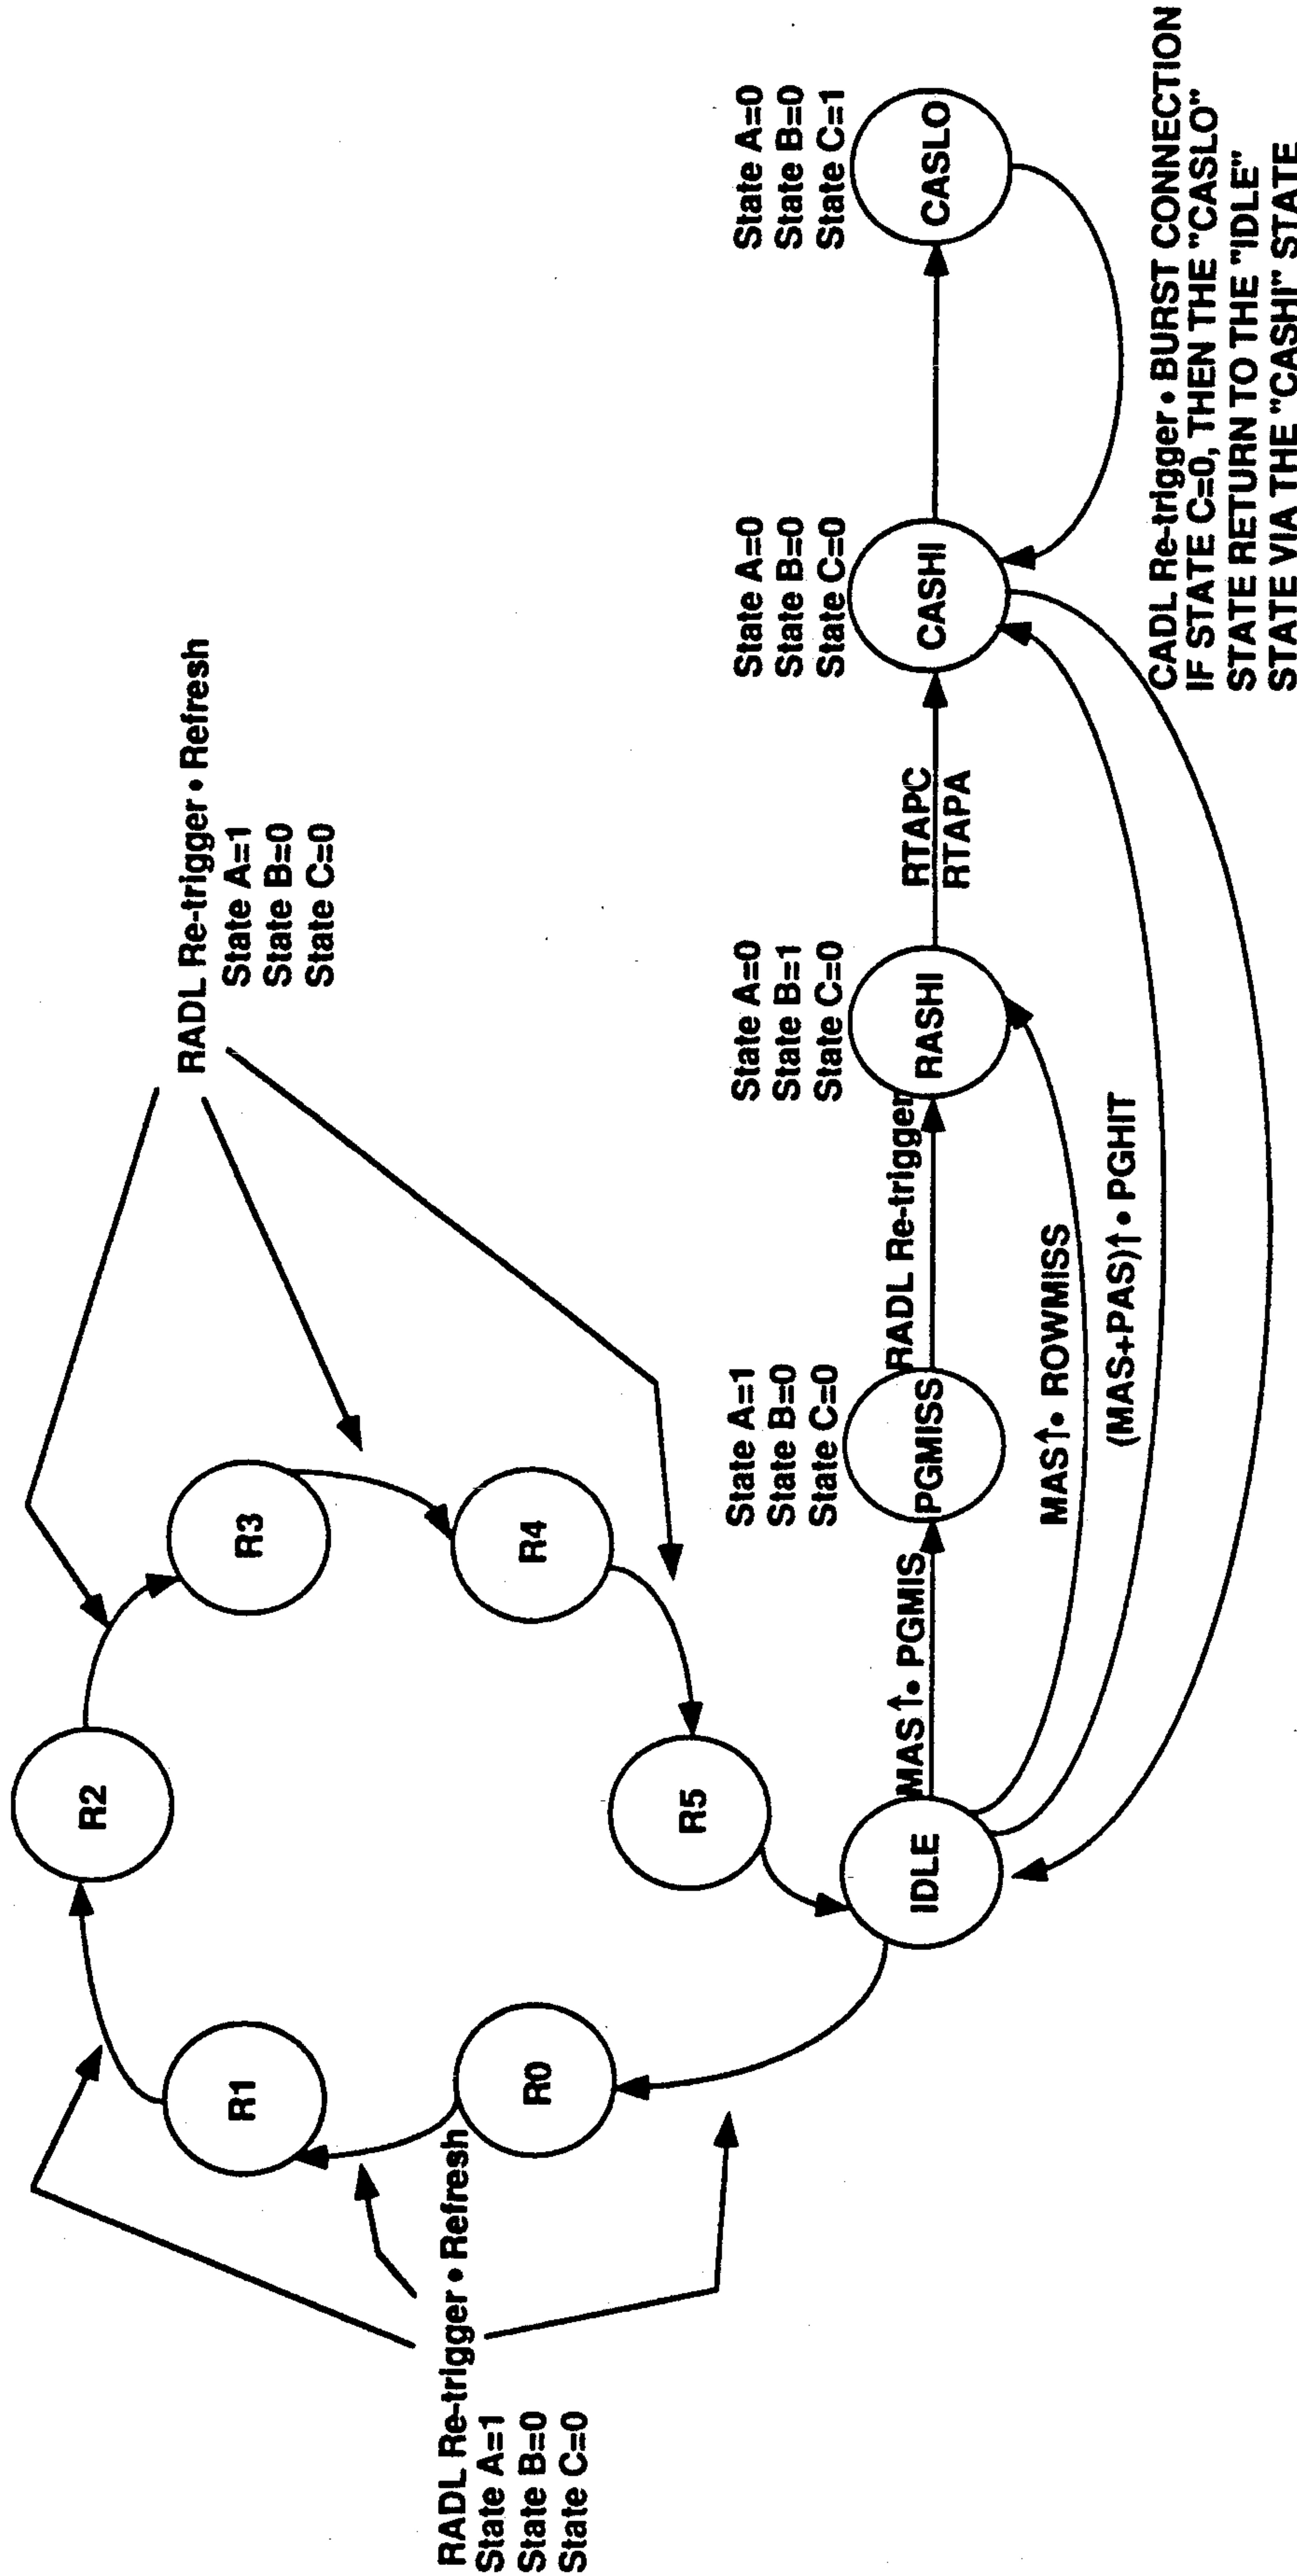 RADL Re-trigger • Refresh
State A=1
State B=0
State C=0
R2
R1
R3
R0
R4
R5
RADL Re-trigger • Refresh
State A=1
State B=0
State C=0
IDLE
MAS↑• PGMIS
State A=1
State B=0
State C=0
PGMISS
RADL Re-trigger
State A=0
State B=1
State C=0
RASHI
RTAPC
RTAPA
State A=0
State B=0
State C=0
CASHI
State A=0
State B=0
State C=1
CASLO
MAS↑• ROWMISS
(MAS+PAS)↑• PGHIT
CADL Re-trigger • BURST CONNECTION
IF STATE C=0, THEN THE "CASLO"
STATE RETURN TO THE "IDLE"
STATE VIA THE "CASHI" STATE